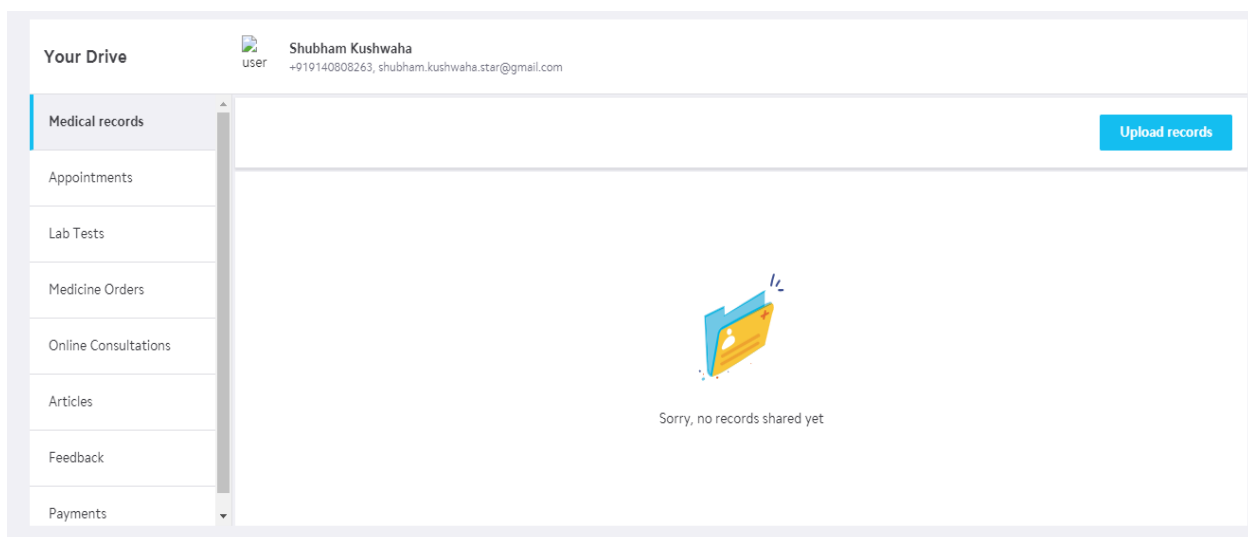 Your Drive
user
Shubham Kushwaha
+919140808263, shubham.kushwaha.star@gmail.com
Medical records
Appointments
Lab Tests
Medicine Orders
Online Consultations
Articles
Feedback
Payments
Upload records
Sorry, no records shared yet